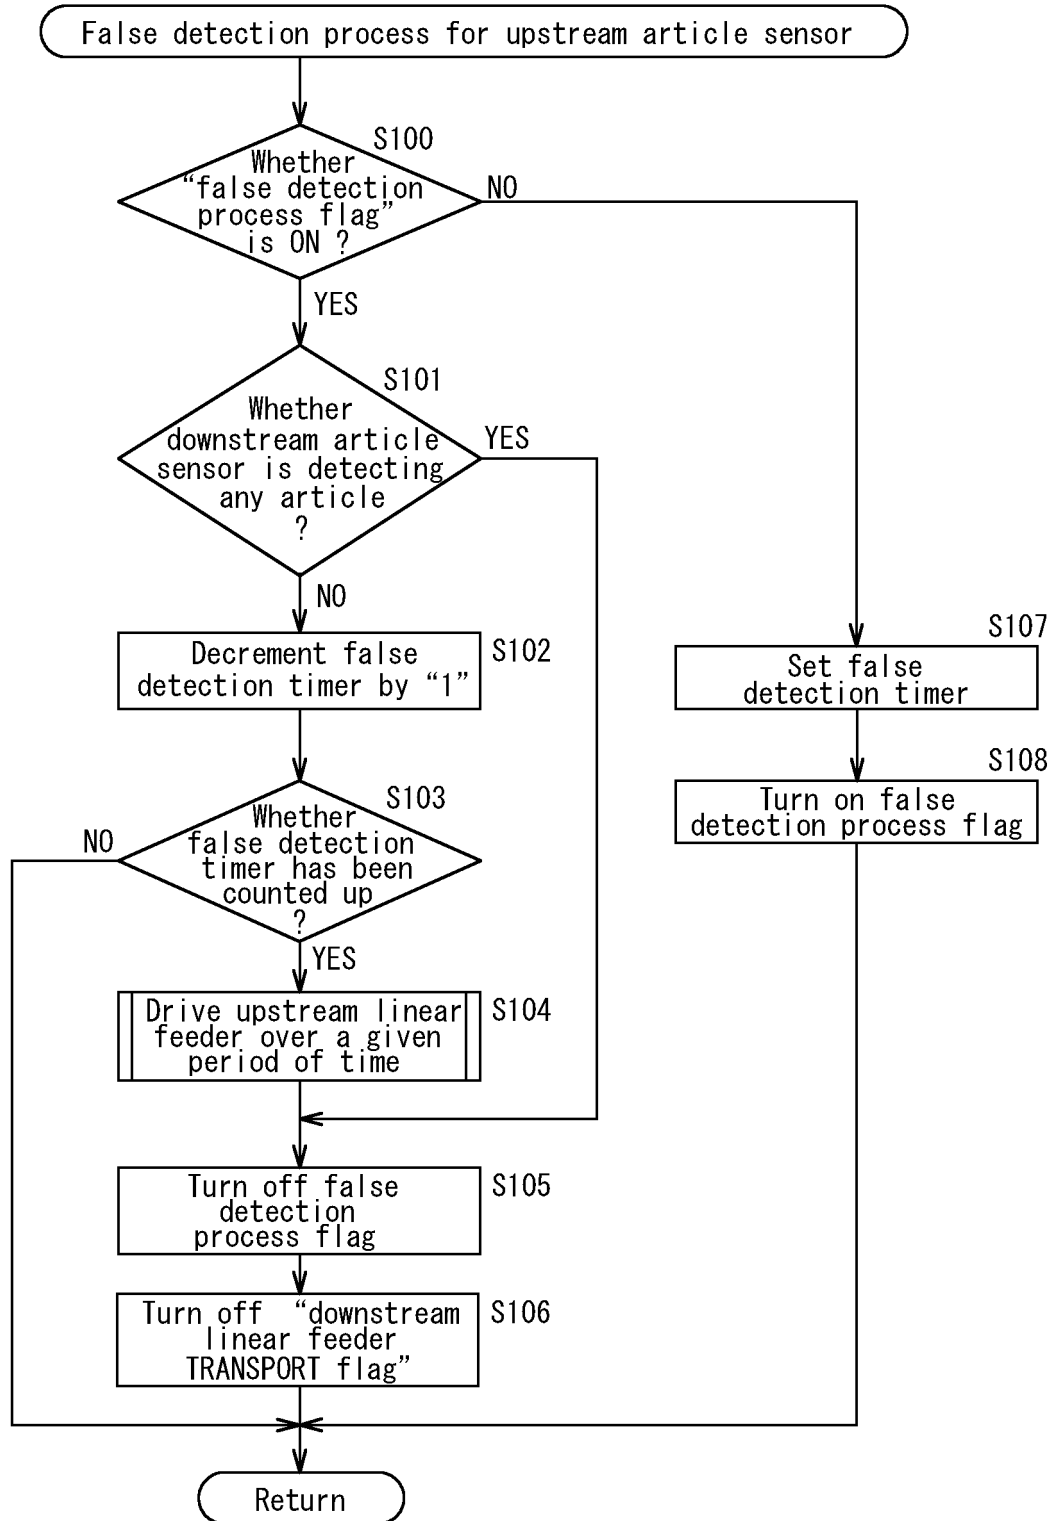 False detection process for upstream article sensor
S100
Whether
“false detection
process flag”
is ON ?
NO
YES
S101
Whether
downstream article
sensor is detecting
any article
?
YES
NO
S102
Decrement false
detection timer by “1”
S107
Set false
detection timer
S108
Turn on false
detection process flag
S103
Whether
false detection
timer has been
counted up
?
NO
YES
Drive upstream linear
feeder over a given
period of time
S104
Turn off false
detection
process flag
S105
Turn off “downstream
linear feeder
TRANSPORT flag”
S106
Return